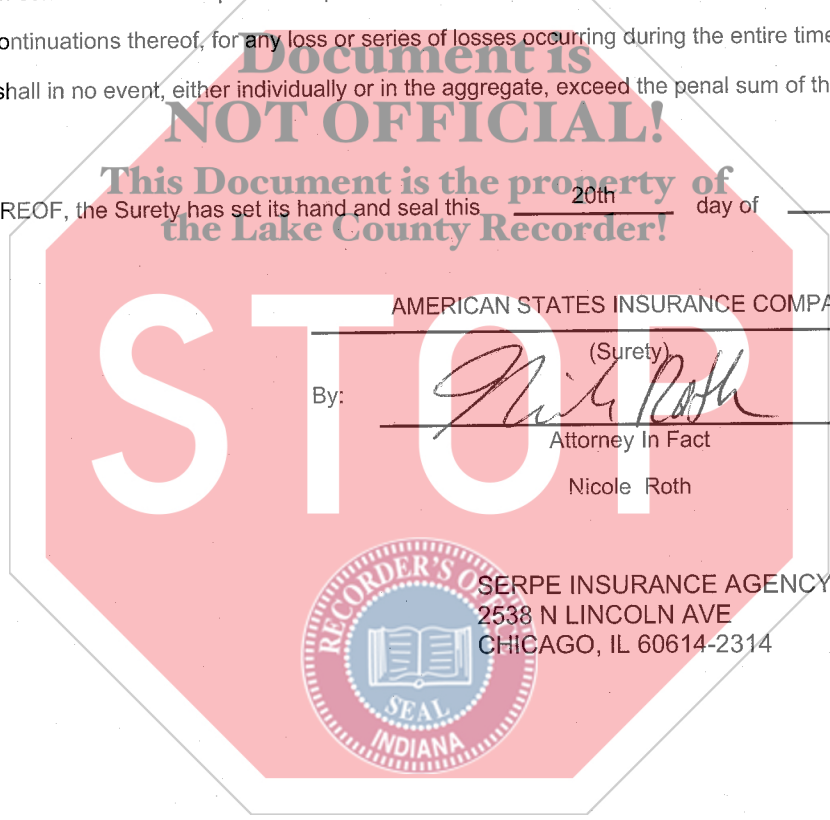 ontinuations thereof, for any loss or series of losses occurring during the entire time
Document is
shall in no event, either individually or in the aggregate, exceed the penal sum of th
NOT OFFICIAL!
This Document is the property of
REOF, the Surety has set its hand and seal this 20th day of
the Lake County Recorder!
STOP
AMERICAN STATES INSURANCE COMPA
(Surety)
By: Nicole Roth
Attorney In Fact
Nicole Roth
RECORDER'S OFFICE
SEAL
INDIANA
SERPE INSURANCE AGENCY
2538 N LINCOLN AVE
CHICAGO, IL 60614-2314